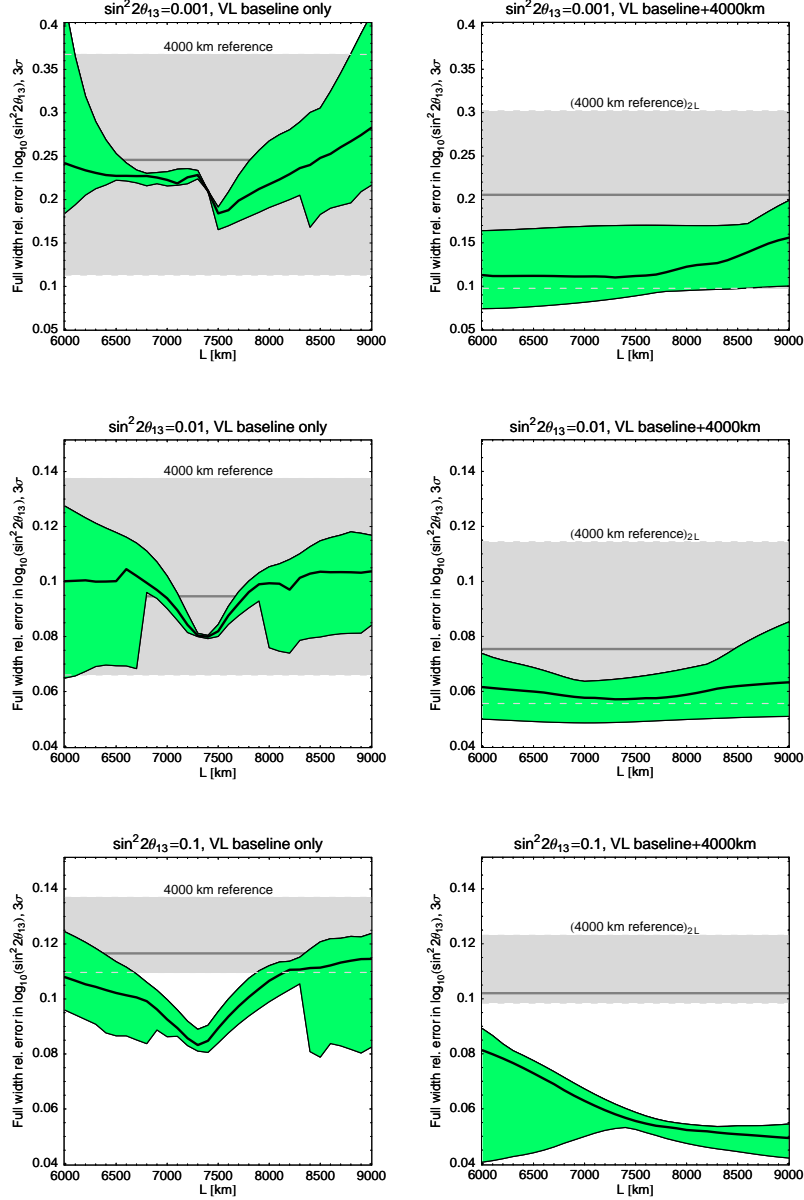 sin²2θ₁₃=0.001, VL baseline only
0.4
0.35
0.3
0.25
0.2
0.15
0.1
0.05
Full width rel. error in log₁₀(sin²2θ₁₃), 3σ
4000 km reference
6000 6500 7000 7500 8000 8500 9000
L [km]
sin²2θ₁₃=0.001, VL baseline+4000km
0.4
0.35
0.3
0.25
0.2
0.15
0.1
0.05
Full width rel. error in log₁₀(sin²2θ₁₃), 3σ
(4000 km reference)₂L
6000 6500 7000 7500 8000 8500 9000
L [km]
sin²2θ₁₃=0.01, VL baseline only
0.14
0.12
0.1
0.08
0.06
0.04
Full width rel. error in log₁₀(sin²2θ₁₃), 3σ
4000 km reference
6000 6500 7000 7500 8000 8500 9000
L [km]
sin²2θ₁₃=0.01, VL baseline+4000km
0.14
0.12
0.1
0.08
0.06
0.04
Full width rel. error in log₁₀(sin²2θ₁₃), 3σ
(4000 km reference)₂L
6000 6500 7000 7500 8000 8500 9000
L [km]
sin²2θ₁₃=0.1, VL baseline only
0.14
0.12
0.1
0.08
0.06
0.04
Full width rel. error in log₁₀(sin²2θ₁₃), 3σ
4000 km reference
6000 6500 7000 7500 8000 8500 9000
L [km]
sin²2θ₁₃=0.1, VL baseline+4000km
0.14
0.12
0.1
0.08
0.06
0.04
Full width rel. error in log₁₀(sin²2θ₁₃), 3σ
(4000 km reference)₂L
6000 6500 7000 7500 8000 8500 9000
L [km]